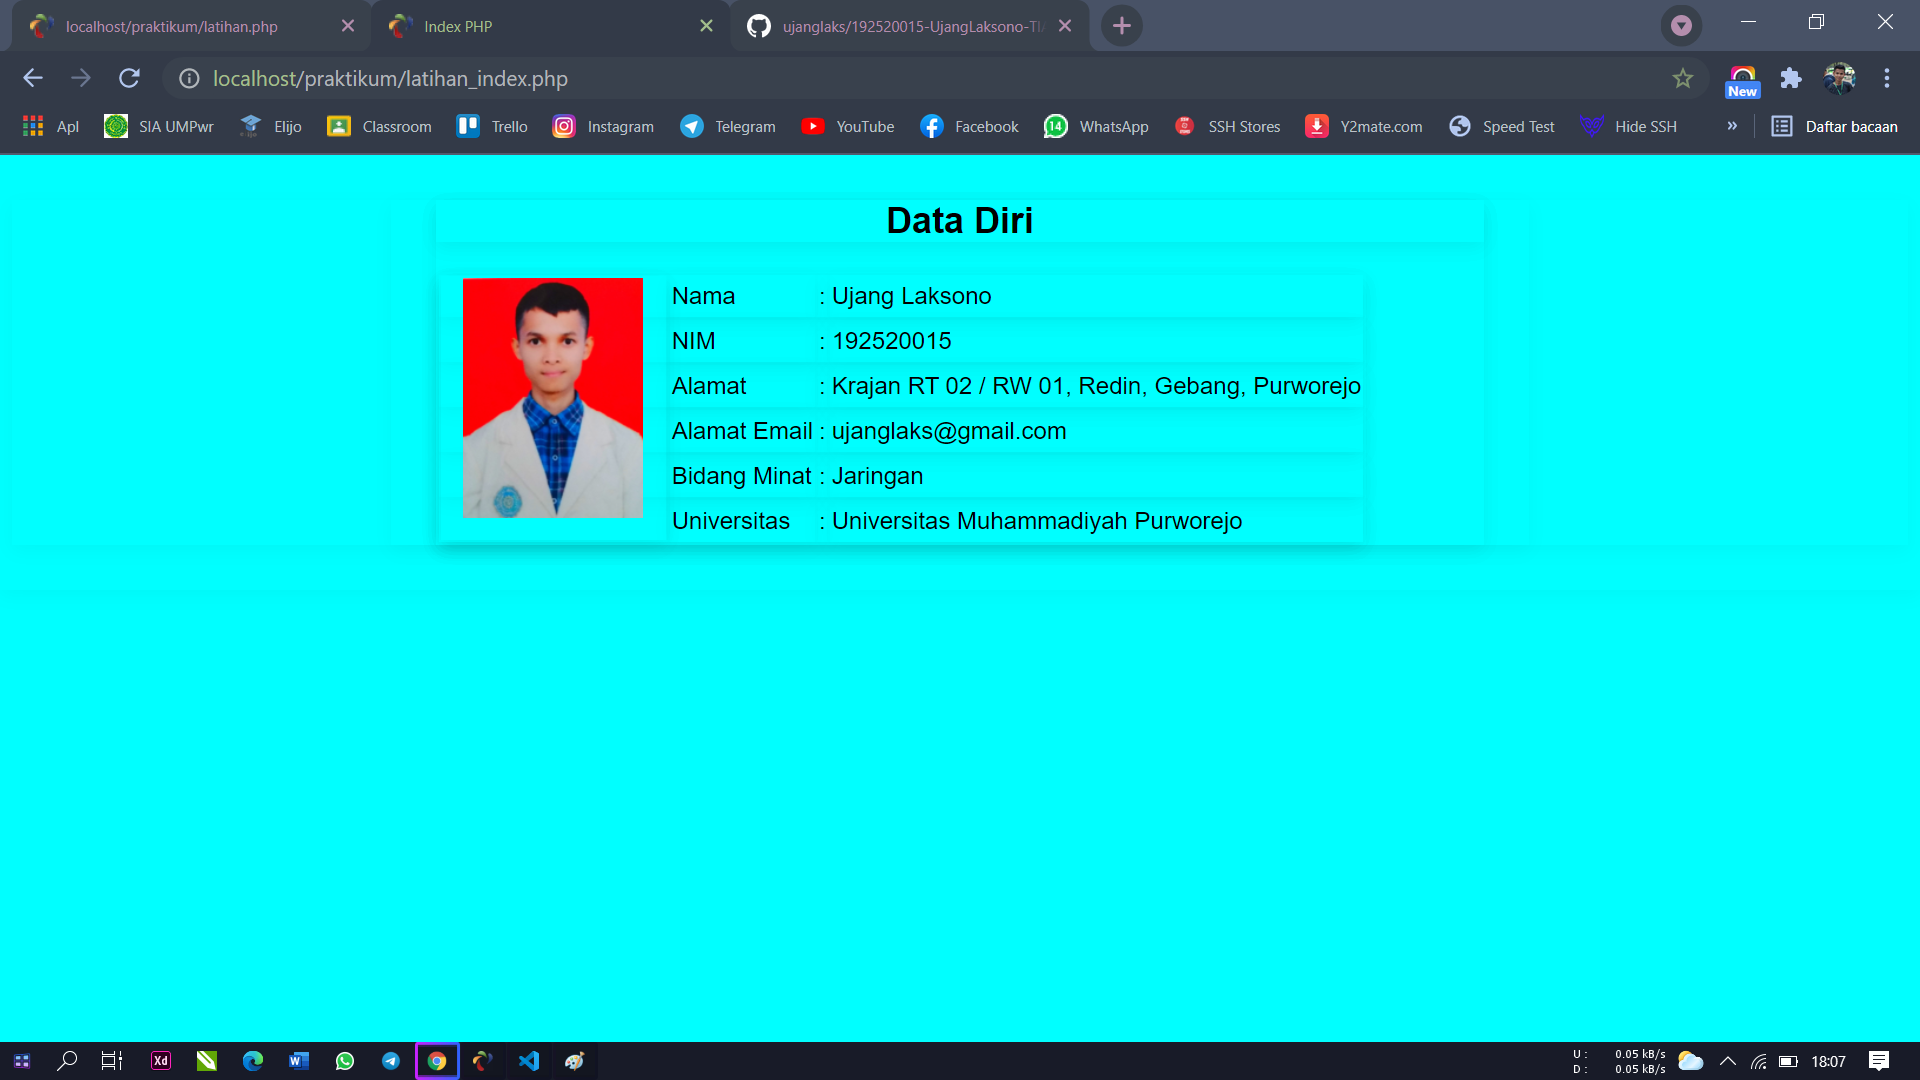 localhost/praktikum/latihan.php
Index PHP
ujanglaks/192520015-UjangLaksono-TI
localhost/praktikum/latihan_index.php
New
Apl
SIA UMPwr
Elijo
Classroom
Trello
Instagram
Telegram
YouTube
Facebook
14
WhatsApp
SSH Stores
Y2mate.com
Speed Test
Hide SSH
»
Daftar bacaan
Data Diri
Nama : Ujang Laksono
NIM : 192520015
Alamat : Krajan RT 02 / RW 01, Redin, Gebang, Purworejo
Alamat Email : ujanglaks@gmail.com
Bidang Minat : Jaringan
Universitas : Universitas Muhammadiyah Purworejo
Xd
W
U : 0.05 kB/s
D : 0.05 kB/s
18:07